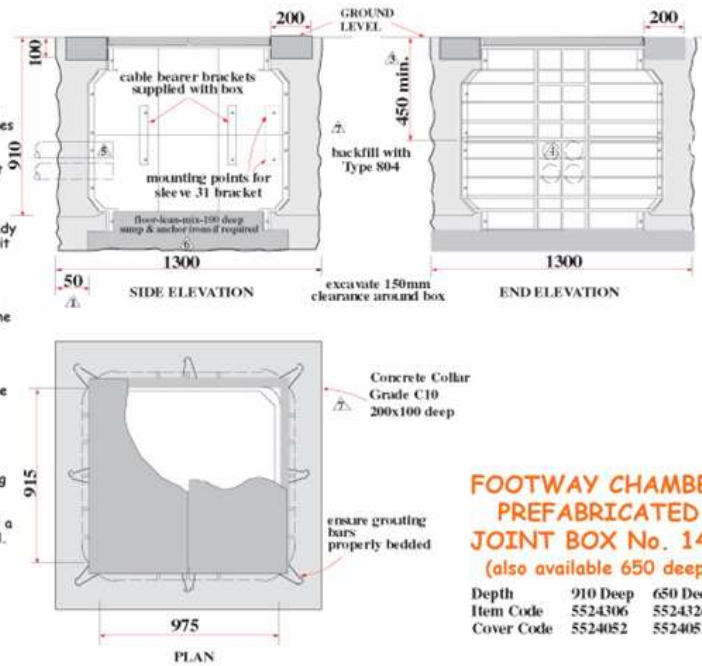 200
GROUND
LEVEL
200
100
cable bearer brackets
supplied with box
3
450 min.
910
5
7
4
backfill with
Type 804
mounting points for
sleeve 31 bracket
floor-lean-mix-100 deep
sump & anchor irons if required
6
1300
1300
50
1
SIDE ELEVATION
excavate 150mm
clearance around box
END ELEVATION
Concrete Collar
Grade C10
200x100 deep
7
915
ensure grouting
bars
properly bedded
975
PLAN
FOOTWAY CHAMBE
PREFABRICATED
JOINT BOX No. 14
(also available 650 deep
Depth 910 Deep 650 Dee
Item Code 5524306 552432
Cover Code 5524052 552405